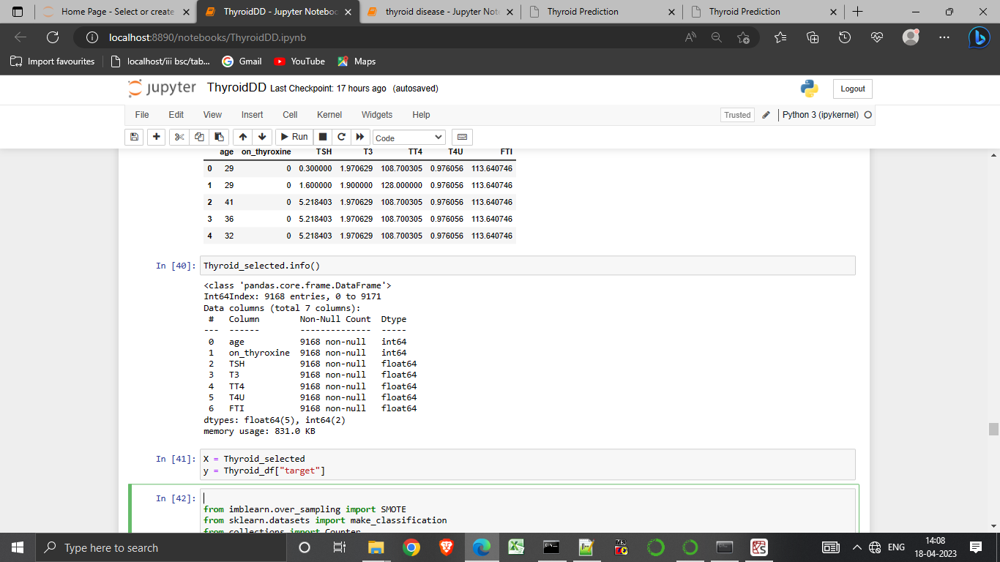 Home Page - Select or create
ThyroidDD - Jupyter Noteboo
thyroid disease - Jupyter Not
Thyroid Prediction
Thyroid Prediction
localhost:8890/notebooks/ThyroidDD.ipynb
Import favourites
localhost/iii bsc/tab...
Gmail
YouTube
Maps
jupyter ThyroidDD Last Checkpoint: 17 hours ago (autosaved)
Logout
File Edit View Insert Cell Kernel Widgets Help
Trusted
Python 3 (ipykernel)
Run
Code
age on_thyroxine TSH T3 TT4 T4U FTI
0 29 0 0.300000 1.970629 108.700305 0.976056 113.640746
1 29 0 1.600000 1.900000 128.000000 0.976056 113.640746
2 41 0 5.218403 1.970629 108.700305 0.976056 113.640746
3 36 0 5.218403 1.970629 108.700305 0.976056 113.640746
4 32 0 5.218403 1.970629 108.700305 0.976056 113.640746
In [40]: Thyroid_selected.info()
<class 'pandas.core.frame.DataFrame'>
Int64Index: 9168 entries, 0 to 9171
Data columns (total 7 columns):
# Column Non-Null Count Dtype
--- ------ -------------- -----
0 age 9168 non-null int64
1 on_thyroxine 9168 non-null int64
2 TSH 9168 non-null float64
3 T3 9168 non-null float64
4 TT4 9168 non-null float64
5 T4U 9168 non-null float64
6 FTI 9168 non-null float64
dtypes: float64(5), int64(2)
memory usage: 831.0 KB
In [41]: X = Thyroid_selected
y = Thyroid_df["target"]
In [42]:
from imblearn.over_sampling import SMOTE
from sklearn.datasets import make_classification
from collections import Counter
Type here to search
ENG
14:08
18-04-2023